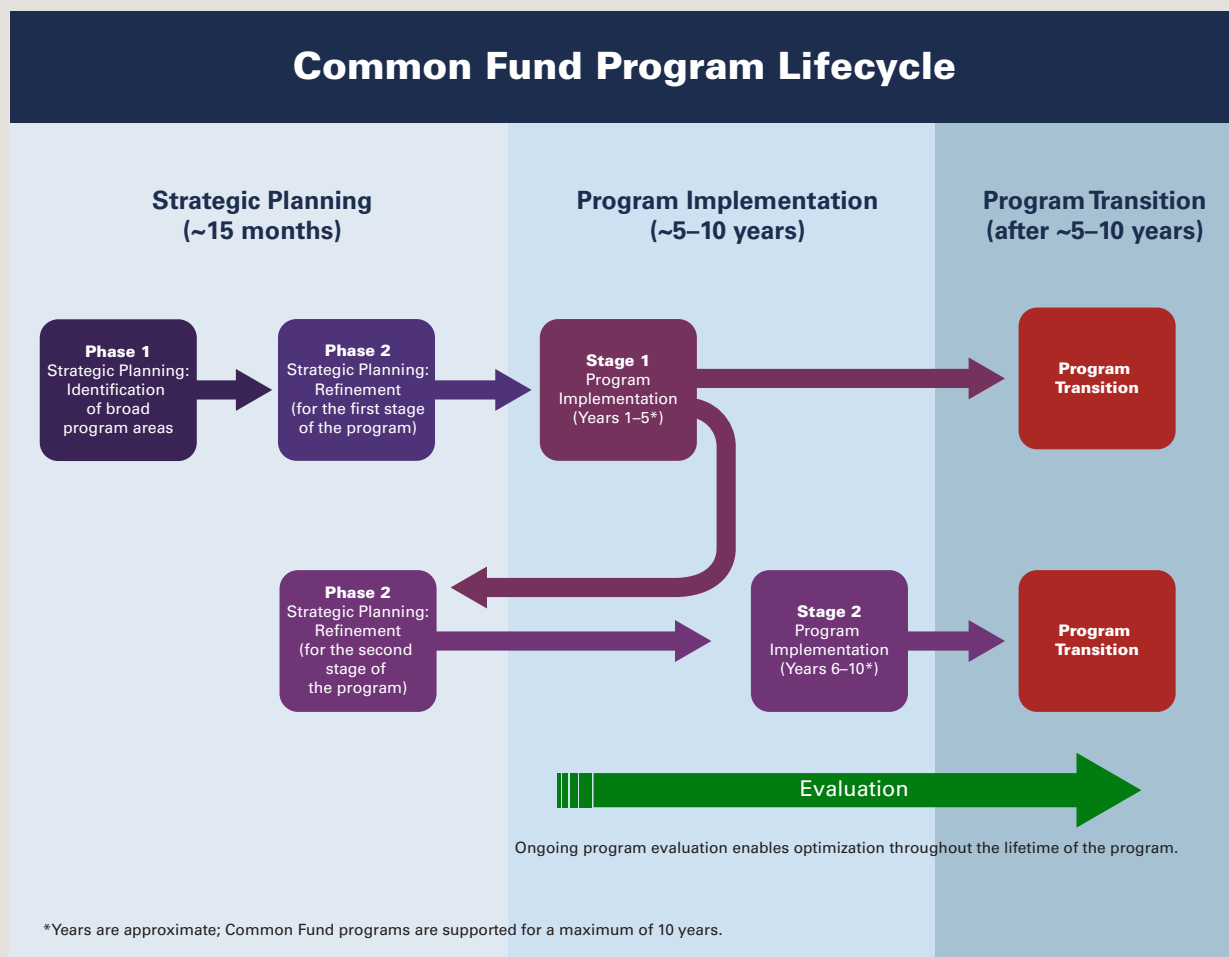 Common Fund Program Lifecycle
Strategic Planning
(~15 months)
Program Implementation
(~5–10 years)
Program Transition
(after ~5–10 years)
Phase 1
Strategic Planning:
Identification
of broad
program areas
Phase 2
Strategic Planning:
Refinement
(for the first stage
of the program)
Stage 1
Program
Implementation
(Years 1–5*)
Program
Transition
Phase 2
Strategic Planning:
Refinement
(for the second
stage of
the program)
Stage 2
Program
Implementation
(Years 6–10*)
Program
Transition
Evaluation
Ongoing program evaluation enables optimization throughout the lifetime of the program.
*Years are approximate; Common Fund programs are supported for a maximum of 10 years.